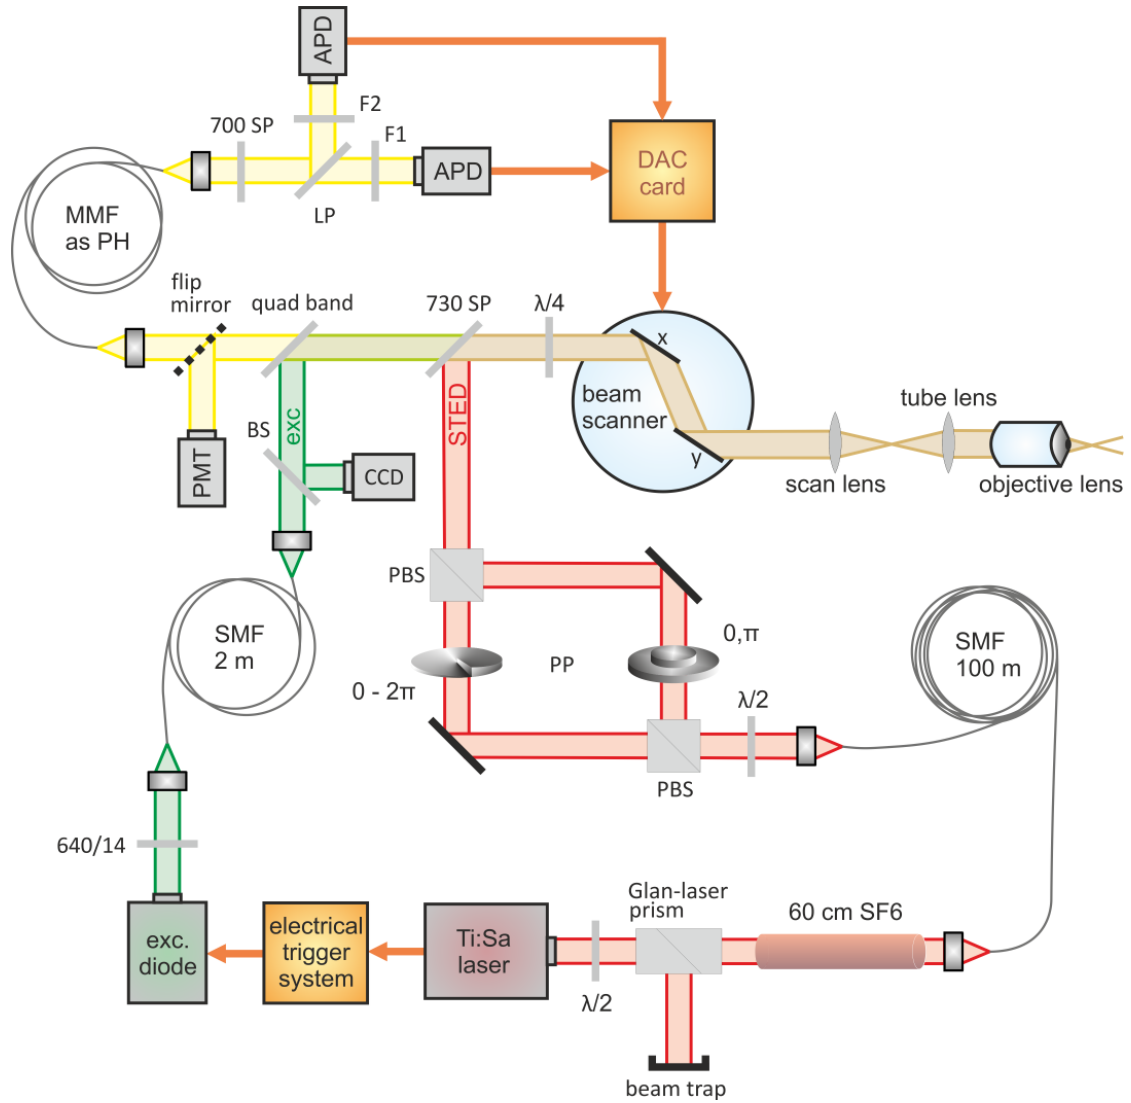 APD
F2
700 SP
F1
APD
DAC
card
LP
MMF
as PH
flip
mirror
quad band
730 SP
λ/4
x
beam
scanner
y
tube lens
scan lens
objective lens
BS
exc
STED
PMT
CCD
PBS
SMF
2 m
0 - 2π
PP
0,π
SMF
100 m
λ/2
PBS
640/14
Glan-laser
prism
60 cm SF6
exc.
diode
electrical
trigger
system
Ti:Sa
laser
λ/2
beam trap